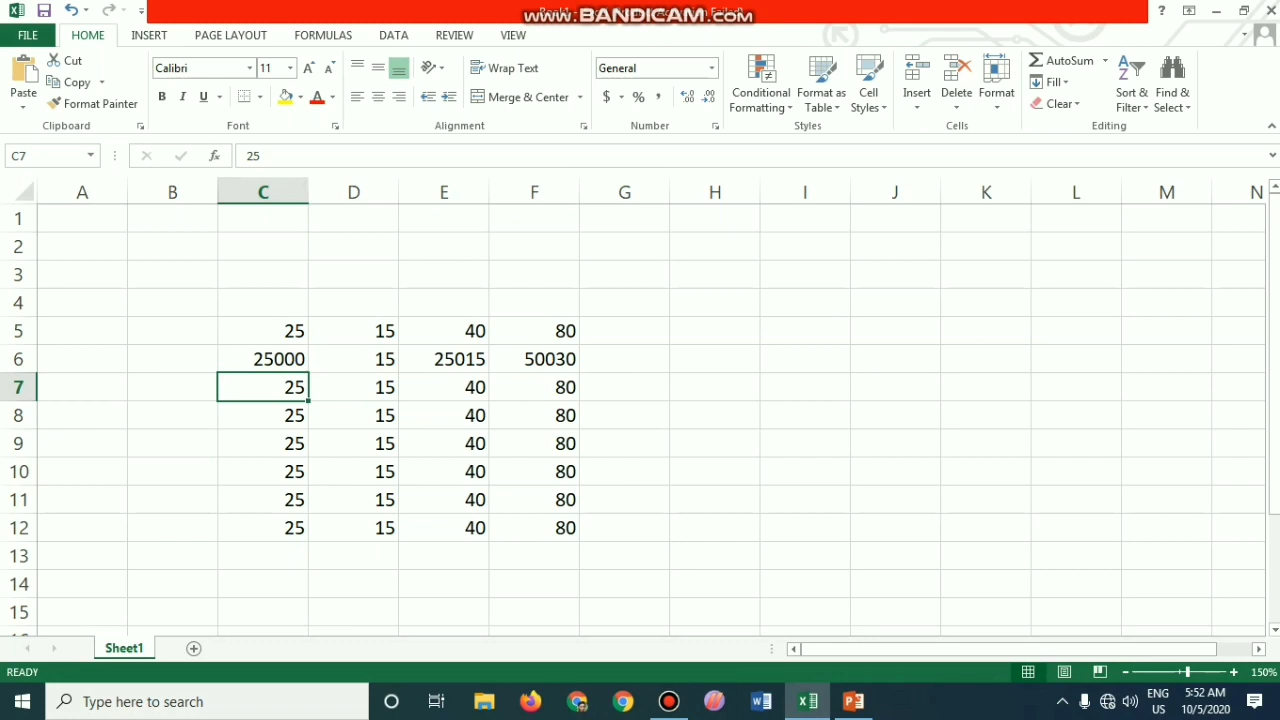 www.BANDICAM.com
FILE HOME INSERT PAGE LAYOUT FORMULAS DATA REVIEW VIEW
Cut
Copy
Format Painter
Paste
Clipboard
Calibri 11
B I U
Font
Wrap Text
Merge & Center
Alignment
General
$ % ,
Number
Conditional Formatting
Format as Table
Cell Styles
Styles
Insert Delete Format
Cells
AutoSum
Fill
Clear
Sort & Filter
Find & Select
Editing
C7 fx 25
A B C D E F G H I J K L M N
1
2
3
4
5 25 15 40 80
6 25000 15 25015 50030
7 25 15 40 80
8 25 15 40 80
9 25 15 40 80
10 25 15 40 80
11 25 15 40 80
12 25 15 40 80
13
14
15
Sheet1
READY 150%
Type here to search
ENG US
5:52 AM
10/5/2020